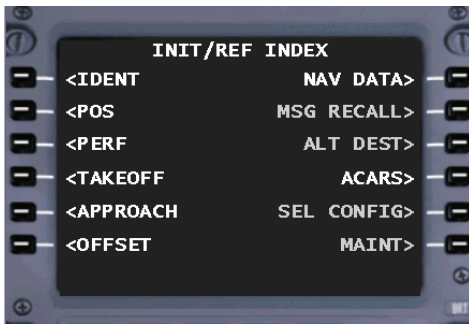 INIT/REF INDEX
<IDENT NAV DATA>
<POS MSG RECALL>
<PERF ALT DEST>
<TAKEOFF ACARS>
<APPROACH SEL CONFIG>
<OFFSET MAINT>
BRT